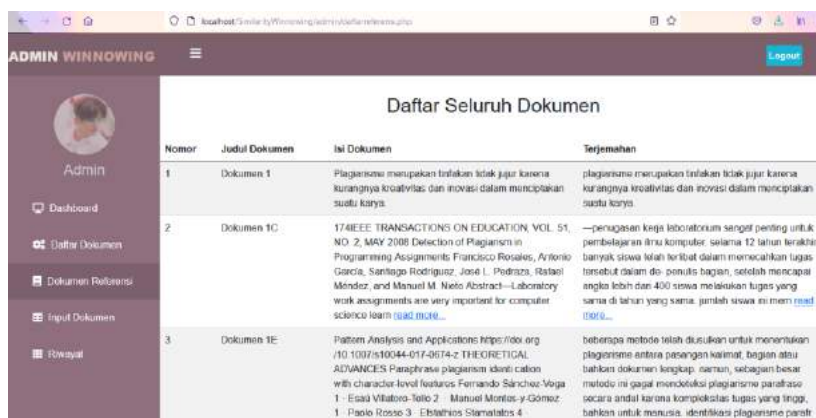 localhost/SimilarityWinnowing/admin/daftarreferensi.php
ADMIN WINNOWING
Logout
Daftar Seluruh Dokumen
Admin
Dashboard
Daftar Dokumen
Dokumen Referensi
Input Dokumen
Riwayat
Nomor Judul Dokumen Isi Dokumen Terjemahan
1 Dokumen 1 Plagiarisme merupakan tindakan tidak jujur karena plagiarisme merupakan tindakan tidak jujur karena
kurangnya kreativitas dan inovasi dalam menciptakan kurangnya kreativitas dan inovasi dalam menciptakan
suatu karya. suatu karya.
2 Dokumen 1C 174IEEE TRANSACTIONS ON EDUCATION, VOL. 51, —penugasan kerja laboratorium sangat penting untuk
NO. 2, MAY 2008 Detection of Plagiarism in pembelajaran ilmu komputer. selama 12 tahun terakhir
Programming Assignments Francisco Rosales, Antonio banyak siswa telah terlibat dalam memecahkan tugas
García, Santiago Rodríguez, José L. Pedraza, Rafael tersebut dalam de- penulis bagian, setelah mencapai
Méndez, and Manuel M. Nieto Abstract—Laboratory angka lebih dari 400 siswa melakukan tugas yang
work assignments are very important for computer sama di tahun yang sama. jumlah siswa ini mem read
science learn read more... more...
3 Dokumen 1E Pattern Analysis and Applications https://doi.org beberapa metode telah diusulkan untuk menentukan
/10.1007/s10044-017-0674-z THEORETICAL plagiarisme antara pasangan kalimat, bagian atau
ADVANCES Paraphrase plagiarism identi cation bahkan dokumen lengkap. namun, sebagian besar
with character-level features Fernando Sánchez-Vega metode ini gagal mendeteksi plagiarisme parafrase
1 · Esaú Villatoro-Tello 2 · Manuel Montes-y-Gómez secara andal karena kompleksitas tugas yang tinggi,
1 · Paolo Rosso 3 · Efstathios Stamatatos 4 bahkan untuk manusia. identifikasi plagiarisme parafr